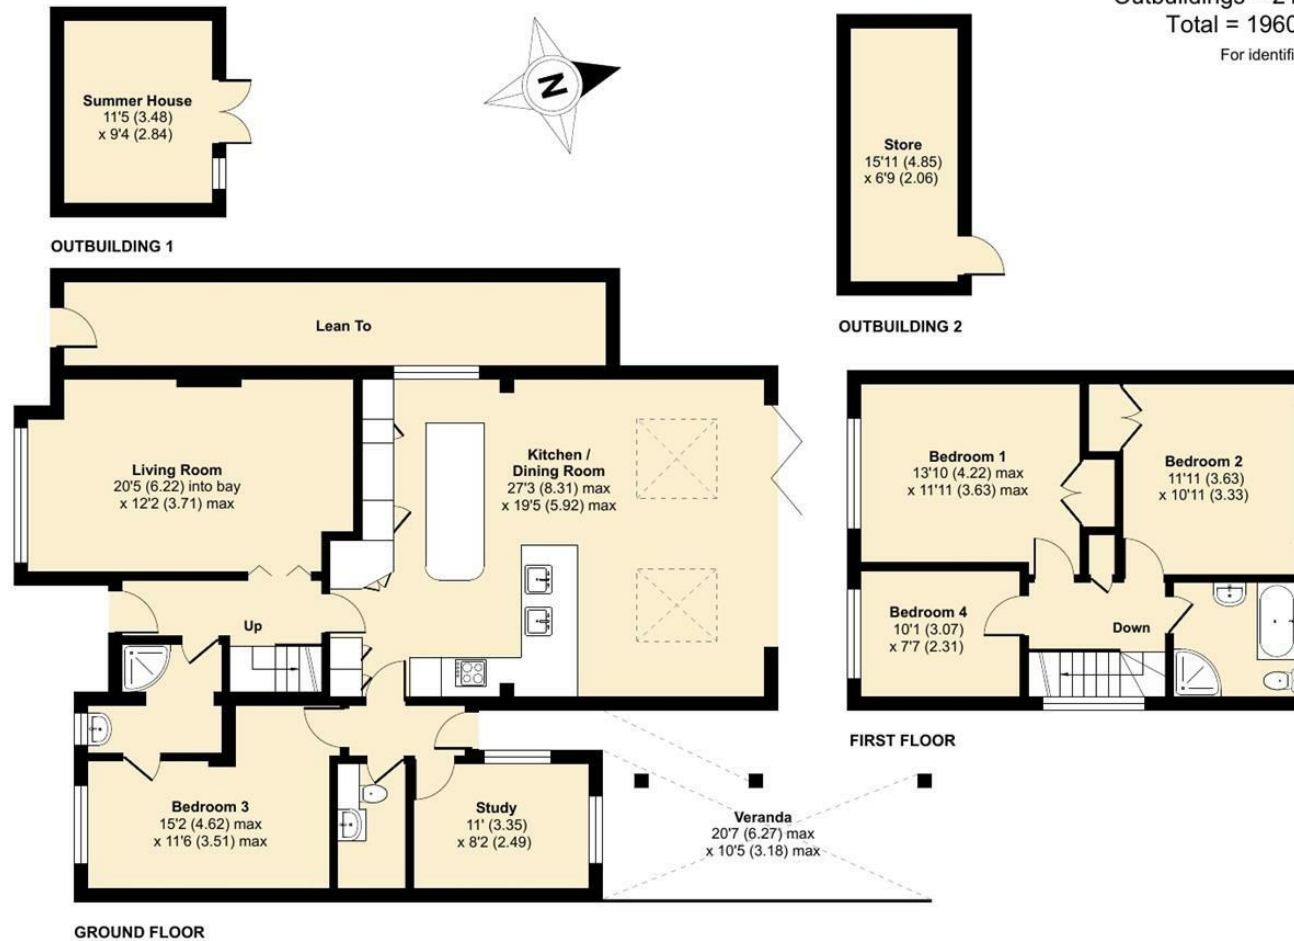 Total = 1960
For
Summer House
11'5 (3.48)
x 9'4 (2.84)
N
Store
15'11 (4.85)
x 6'9 (2.06)
OUTBUILDING 1
OUTBUILDING 2
Lean To
Living Room
20'5 (6.22) into bay
x 12'2 (3.71) max
Kitchen /
Dining Room
27'3 (8.31) max
x 19'5 (5.92) max
Up
Bedroom 3
15'2 (4.62) max
x 11'6 (3.51) max
Study
11' (3.35)
x 8'2 (2.49)
Veranda
20'7 (6.27) max
x 10'5 (3.18) max
GROUND FLOOR
Bedroom 1
13'10 (4.22) max
x 11'11 (3.63) max
Bedroom 2
11'11 (3.63)
x 10'11 (3.33)
Bedroom 4
10'1 (3.07)
x 7'7 (2.31)
Down
FIRST FLOOR